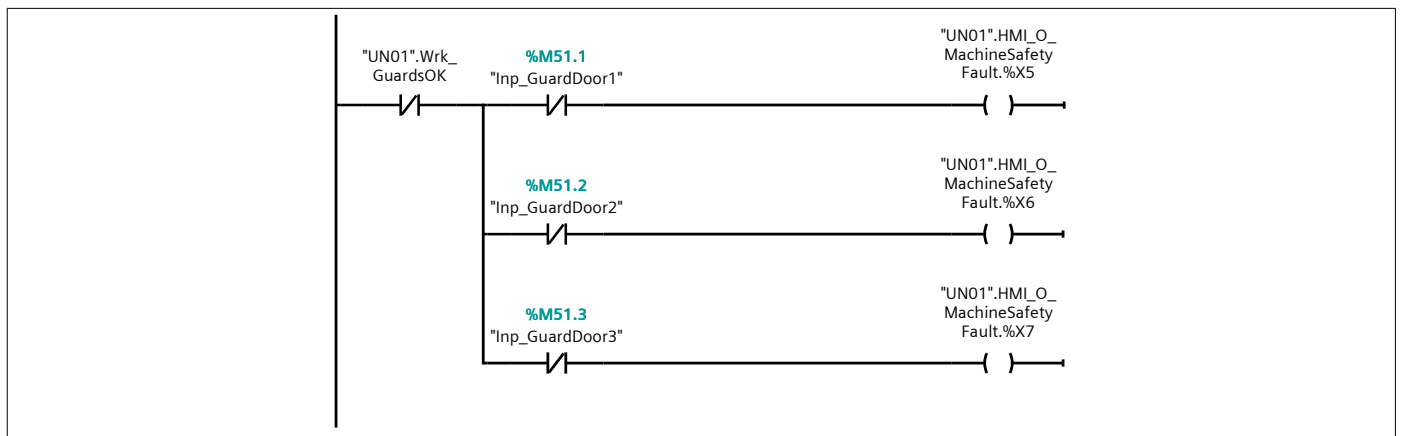 "UN01".Wrk_
GuardsOK
%M51.1
"Inp_GuardDoor1"
"UN01".HMI_O_
MachineSafety
Fault.%X5
%M51.2
"Inp_GuardDoor2"
"UN01".HMI_O_
MachineSafety
Fault.%X6
%M51.3
"Inp_GuardDoor3"
"UN01".HMI_O_
MachineSafety
Fault.%X7